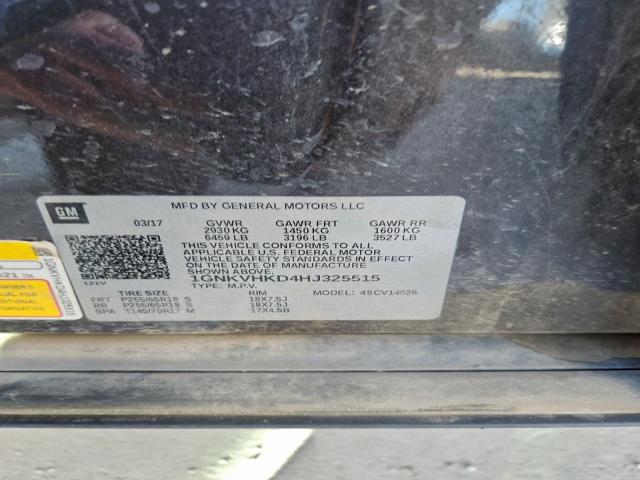 GM
MFD BY GENERAL MOTORS LLC
03/17 GVWR GAWR FRT GAWR RR
2930 KG 1450 KG 1600 KG
6459 LB 3196 LB 3527 LB
THIS VEHICLE CONFORMS TO ALL
APPLICABLE U.S. FEDERAL MOTOR
VEHICLE SAFETY STANDARDS IN EFFECT
ON THE DATE OF MANUFACTURE
SHOWN ABOVE.
121V 1GNKVHKD4HJ325515
TYPE: M.P.V. MODEL: 4SCV14526
TIRE SIZE RIM
FRT P255/65R18 S 18X7.5J
RR P255/65R18 S 18X7.5J
SPA T145/70R17 M 17X4.5B